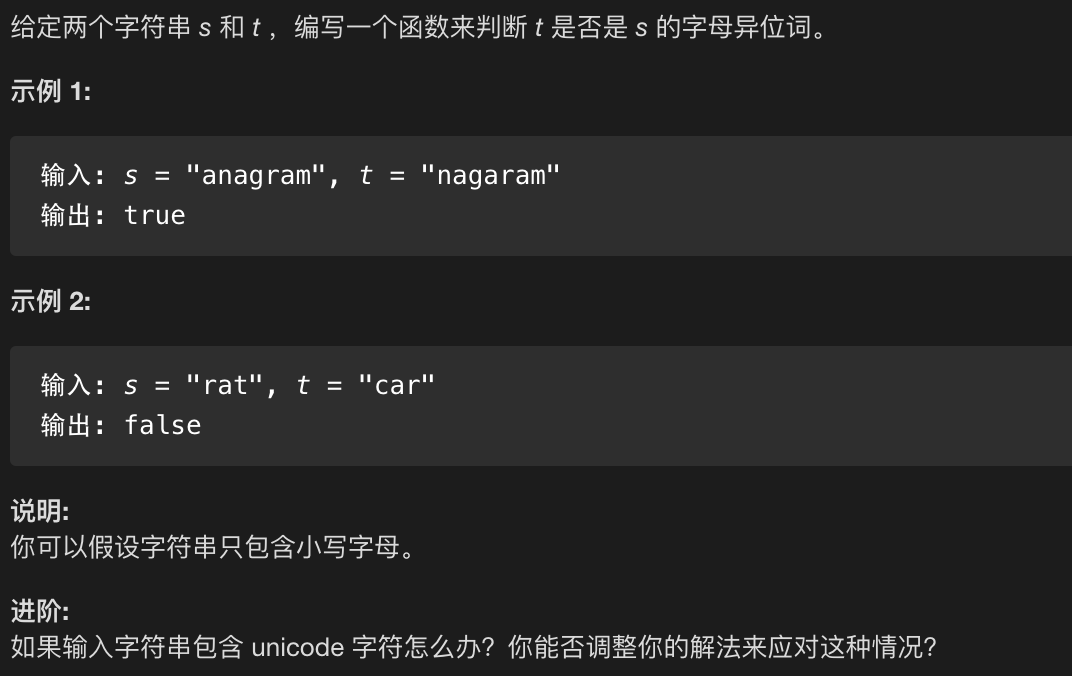 给定两个字符串 s 和 t ，编写一个函数来判断 t 是否是 s 的字母异位词。
示例 1:
输入: s = "anagram", t = "nagaram"
输出: true
示例 2:
输入: s = "rat", t = "car"
输出: false
说明:
你可以假设字符串只包含小写字母。
进阶:
如果输入字符串包含 unicode 字符怎么办？你能否调整你的解法来应对这种情况？